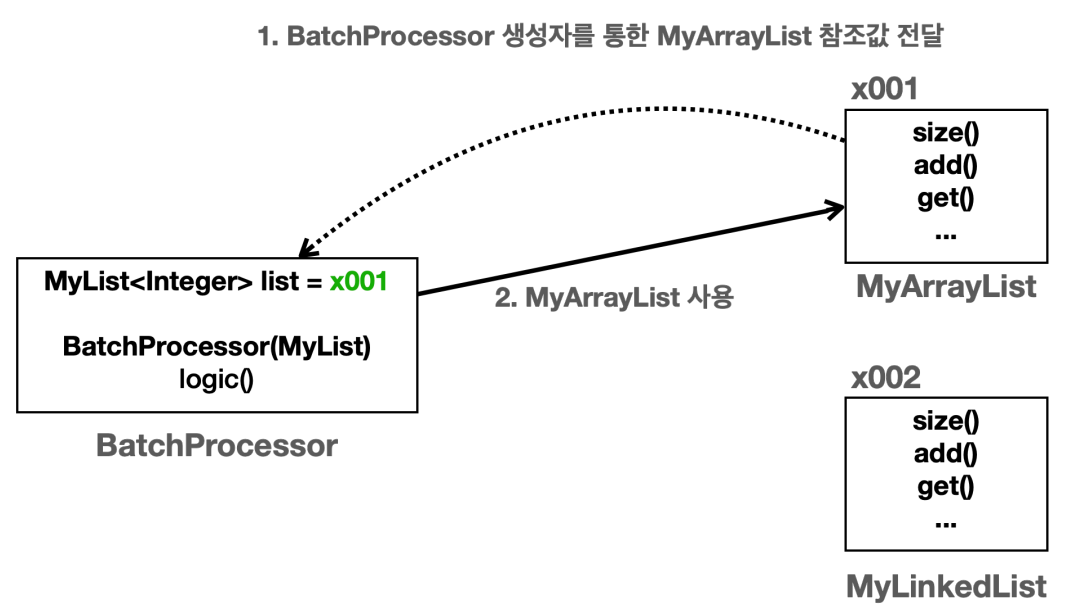 1. BatchProcessor 생성자를 통한 MyArrayList 참조값 전달
x001
size()
add()
get()
...
MyArrayList
MyList<Integer> list = x001
BatchProcessor(MyList)
logic()
BatchProcessor
2. MyArrayList 사용
x002
size()
add()
get()
...
MyLinkedList